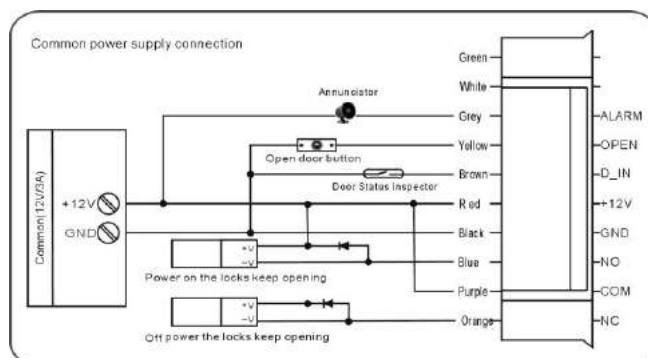 Common power supply connection
Green
White
Annunciator
Grey
ALARM
Yellow
OPEN
Open door button
Brown
D_IN
Door Status Inspector
Common(12V/3A)
+12V
Red
+12V
GND
Black
GND
+V
-V
Blue
NO
Power on the locks keep opening
Purple
COM
+V
-V
Orange
NC
Off power the locks keep opening